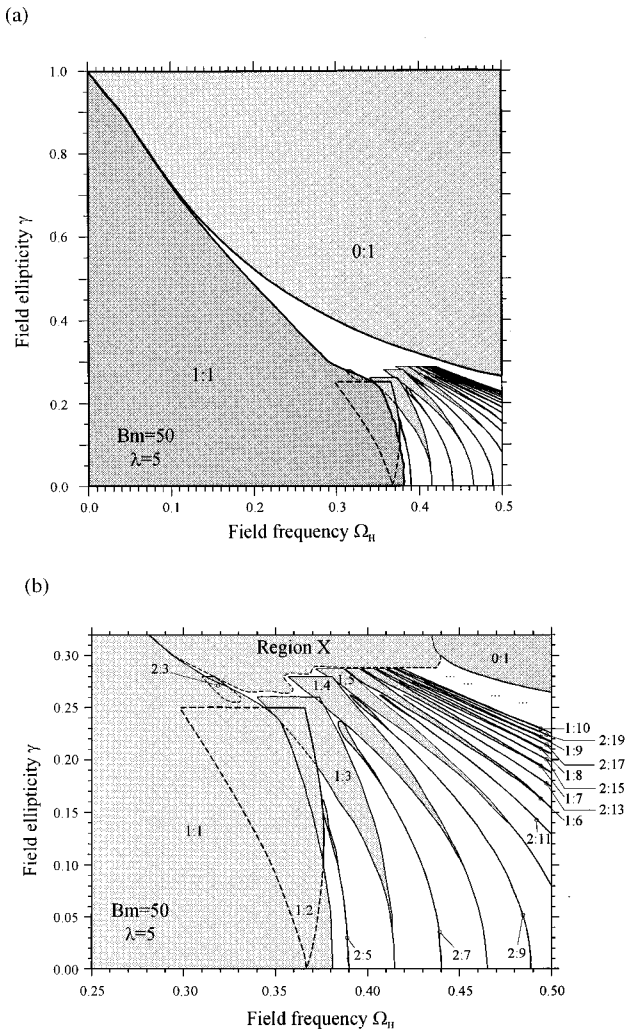 (a)
1.0
0.8
0.6
0.4
0.2
0.0
Field ellipticity γ
0:1
1:1
Bm=50
λ=5
0.0 0.1 0.2 0.3 0.4 0.5
Field frequency Ω_H
(b)
0.30
0.25
0.20
0.15
0.10
0.05
0.00
Field ellipticity γ
Region X
0:1
2:3
1:4
1:5
1:3
1:1
1:2
Bm=50
λ=5
2:5
2:7
2:9
2:11
1:10
2:19
1:9
2:17
1:8
2:15
1:7
2:13
1:6
0.25 0.30 0.35 0.40 0.45 0.50
Field frequency Ω_H